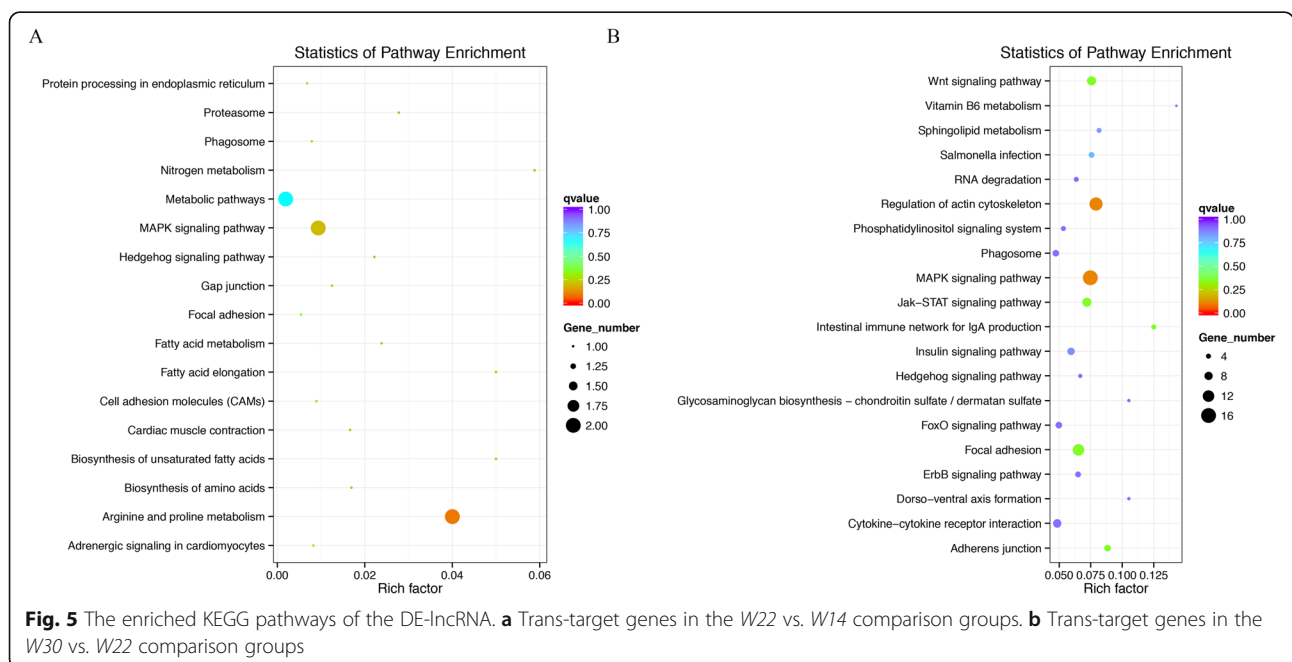 A
Statistics of Pathway Enrichment
Protein processing in endoplasmic reticulum
Proteasome
Phagosome
Nitrogen metabolism
Metabolic pathways
MAPK signaling pathway
Hedgehog signaling pathway
Gap junction
Focal adhesion
Fatty acid metabolism
Fatty acid elongation
Cell adhesion molecules (CAMs)
Cardiac muscle contraction
Biosynthesis of unsaturated fatty acids
Biosynthesis of amino acids
Arginine and proline metabolism
Adrenergic signaling in cardiomyocytes
0.00 0.02 0.04 0.06
Rich factor
qvalue
1.00
0.75
0.50
0.25
0.00
Gene_number
1.00
1.25
1.50
1.75
2.00
B
Statistics of Pathway Enrichment
Wnt signaling pathway
Vitamin B6 metabolism
Sphingolipid metabolism
Salmonella infection
RNA degradation
Regulation of actin cytoskeleton
Phosphatidylinositol signaling system
Phagosome
MAPK signaling pathway
Jak−STAT signaling pathway
Intestinal immune network for IgA production
Insulin signaling pathway
Hedgehog signaling pathway
Glycosaminoglycan biosynthesis − chondroitin sulfate / dermatan sulfate
FoxO signaling pathway
Focal adhesion
ErbB signaling pathway
Dorso−ventral axis formation
Cytokine−cytokine receptor interaction
Adherens junction
0.050 0.075 0.100 0.125
Rich factor
qvalue
1.00
0.75
0.50
0.25
0.00
Gene_number
4
8
12
16
Fig. 5 The enriched KEGG pathways of the DE-lncRNA. a Trans-target genes in the W22 vs. W14 comparison groups. b Trans-target genes in the
W30 vs. W22 comparison groups